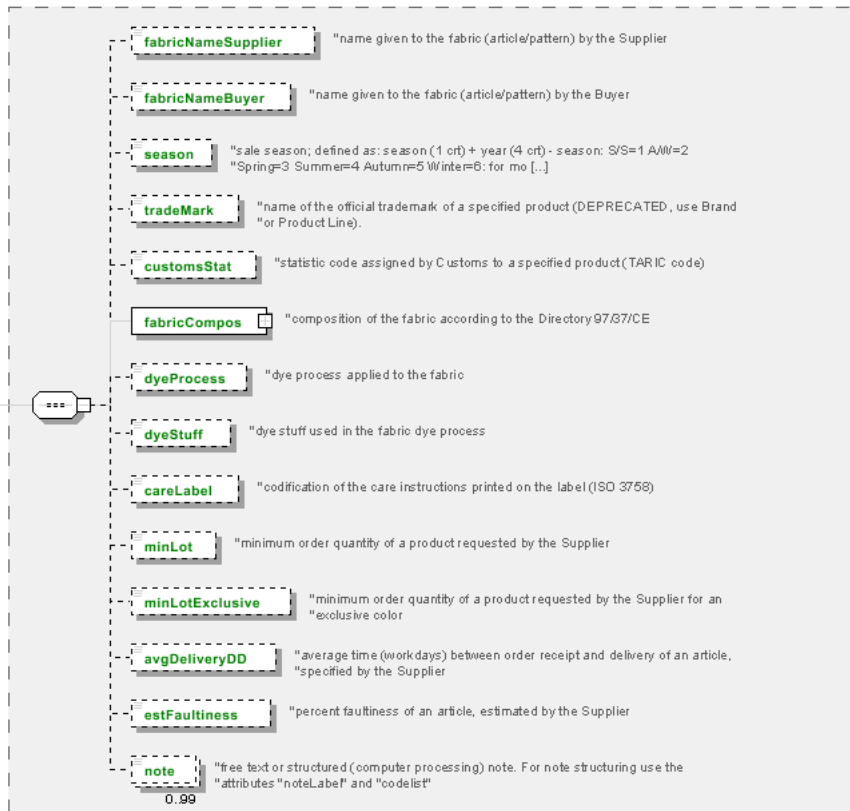 fabricNameSupplier "name given to the fabric (article/pattern) by the Supplier
fabricNameBuyer "name given to the fabric (article/pattern) by the Buyer
season "sale season; defined as: season (1 crt) + year (4 crt) - season: S/S=1 A/W=2
"Spring=3 Summer=4 Autumn=5 Winter=6: for mo [...]
tradeMark "name of the official trademark of a specified product (DEPRECATED, use Brand
"or Product Line).
customsStat "statistic code assigned by Customs to a specified product (TARIC code)
fabricCompos "composition of the fabric according to the Directory 97/37/CE
dyeProcess "dye process applied to the fabric
dyeStuff "dye stuff used in the fabric dye process
careLabel "codification of the care instructions printed on the label (ISO 3758)
minLot "minimum order quantity of a product requested by the Supplier
minLotExclusive "minimum order quantity of a product requested by the Supplier for an
"exclusive color
avgDeliveryDD "average time (workdays) between order receipt and delivery of an article,
"specified by the Supplier
estFaultiness "percent faultiness of an article, estimated by the Supplier
note "free text or structured (computer processing) note. For note structuring use the
"attributes "noteLabel" and "codelist"
0..99